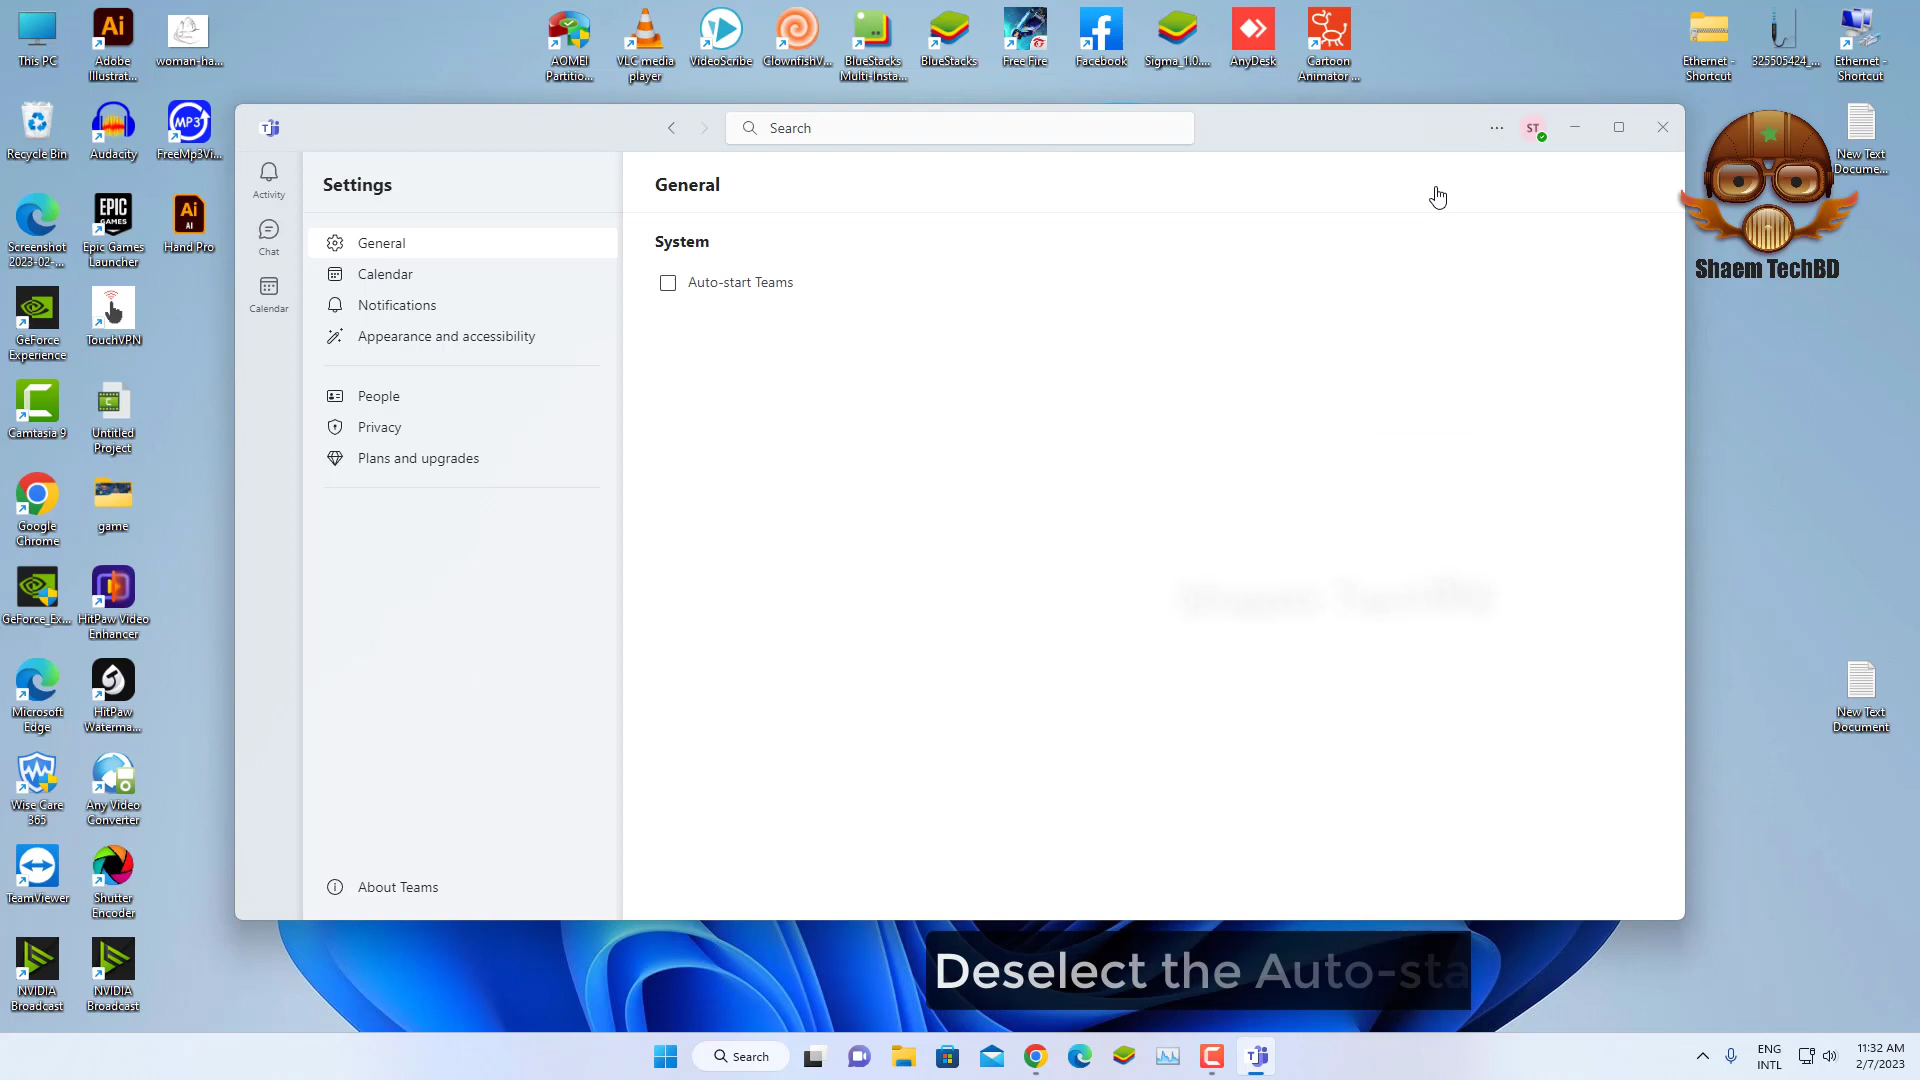 This PC
Adobe
Illustrat...
woman-ha...
AOMEI
Partitio...
VLC media
player
VideoScribe
ClownfishV...
BlueStacks
Multi-Insta...
BlueStacks
Free Fire
Facebook
Sigma_1.0....
AnyDesk
Cartoon
Animator ...
Ethernet -
Shortcut
325505424_...
Ethernet -
Shortcut
Recycle Bin
Audacity
FreeMp3Vi...
Search
ST
New Text
Docume...
Shaem TechBD
Screenshot
2023-02-...
Epic Games
Launcher
Hand Pro
GeForce
Experience
TouchVPN
Camtasia 9
Untitled
Project
Google
Chrome
game
GeForce_Ex...
HitPaw Video
Enhancer
Microsoft
Edge
HitPaw
Waterma...
Wise Care
365
Any Video
Converter
TeamViewer
Shutter
Encoder
NVIDIA
Broadcast
NVIDIA
Broadcast
Activity
Chat
Calendar
Settings
General
Calendar
Notifications
Appearance and accessibility
People
Privacy
Plans and upgrades
About Teams
General
System
Auto-start Teams
New Text
Document
Deselect the Auto-sta
Search
ENG
INTL
11:32 AM
2/7/2023